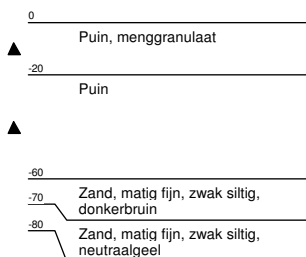 0
Puin, menggranulaat
-20
Puin
-60
Zand, matig fijn, zwak siltig,
-70
donkerbruin
-80
Zand, matig fijn, zwak siltig,
neutraalgeel